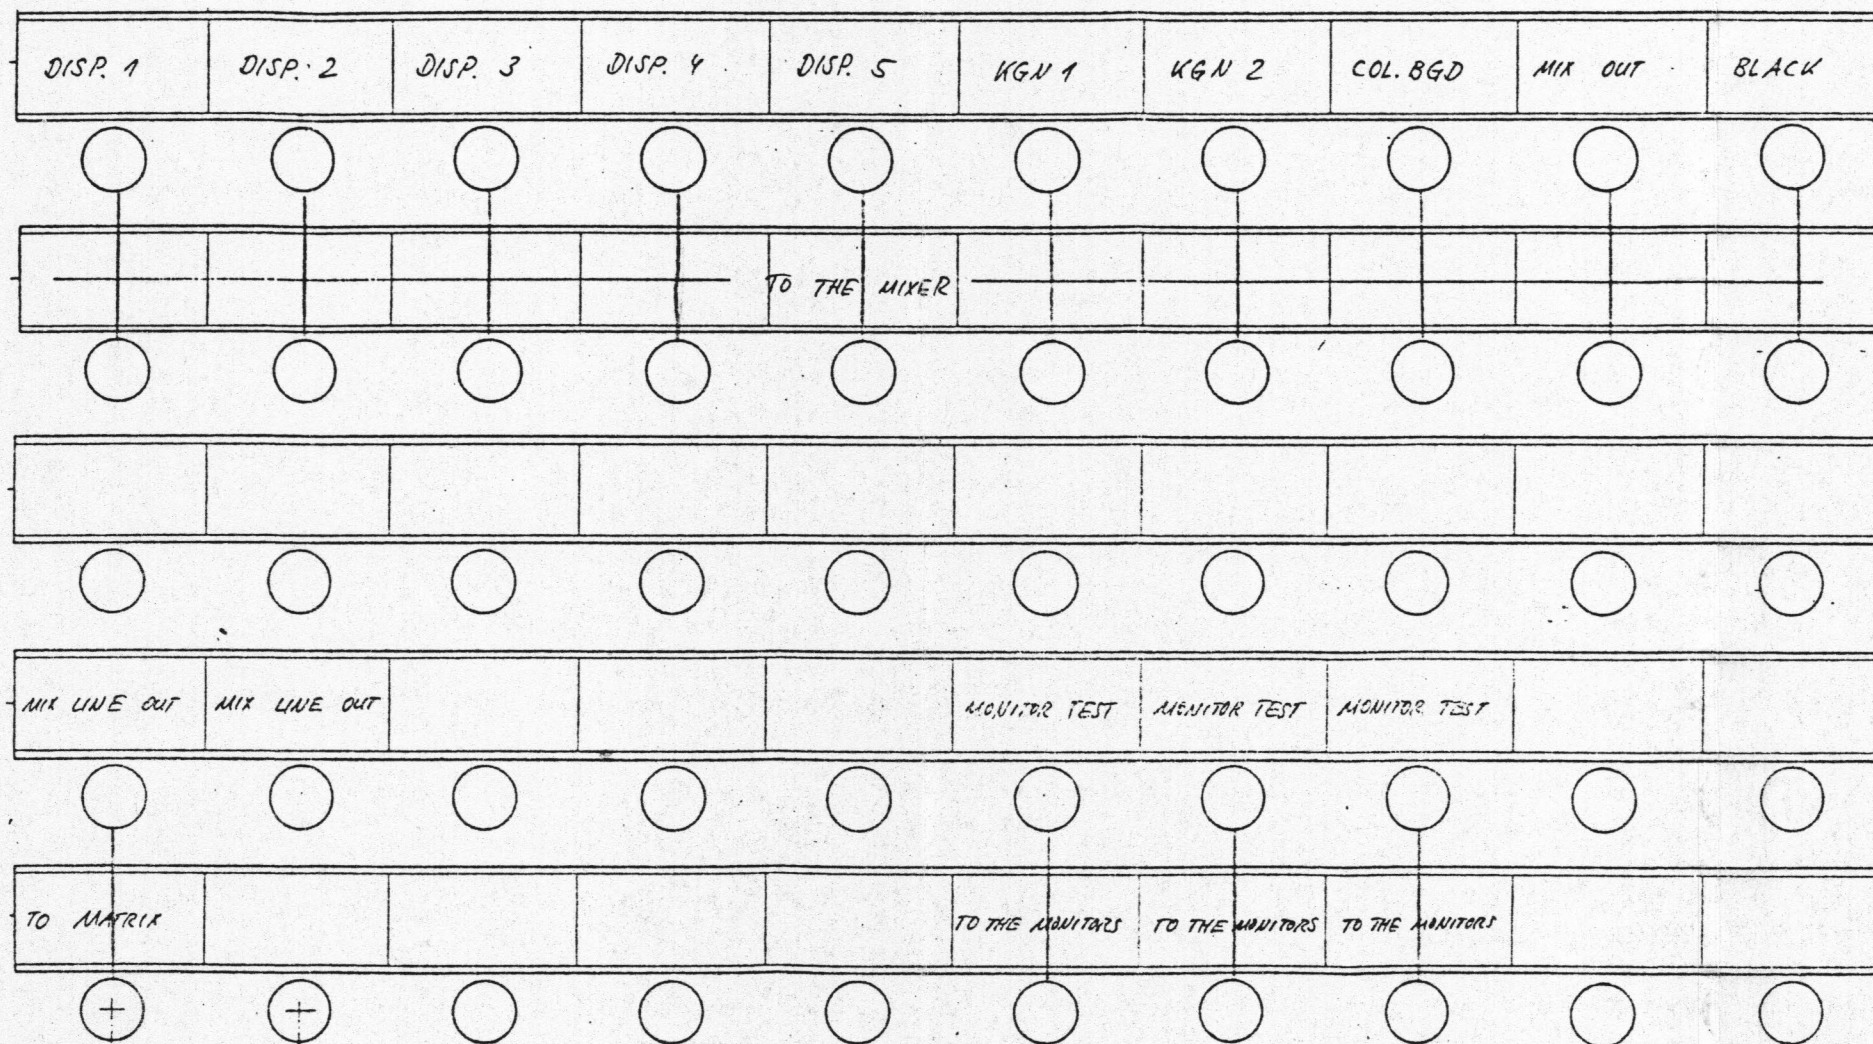 DISP. 1 DISP. 2 DISP. 3 DISP. 4 DISP. 5 KGN 1 KGN 2 COL. BGD MIX OUT BLACK
TO THE MIXER
MIX LINE OUT MIX LINE OUT MONITOR TEST MONITOR TEST MONITOR TEST
TO MATRIX TO THE MONITORS TO THE MONITORS TO THE MONITORS